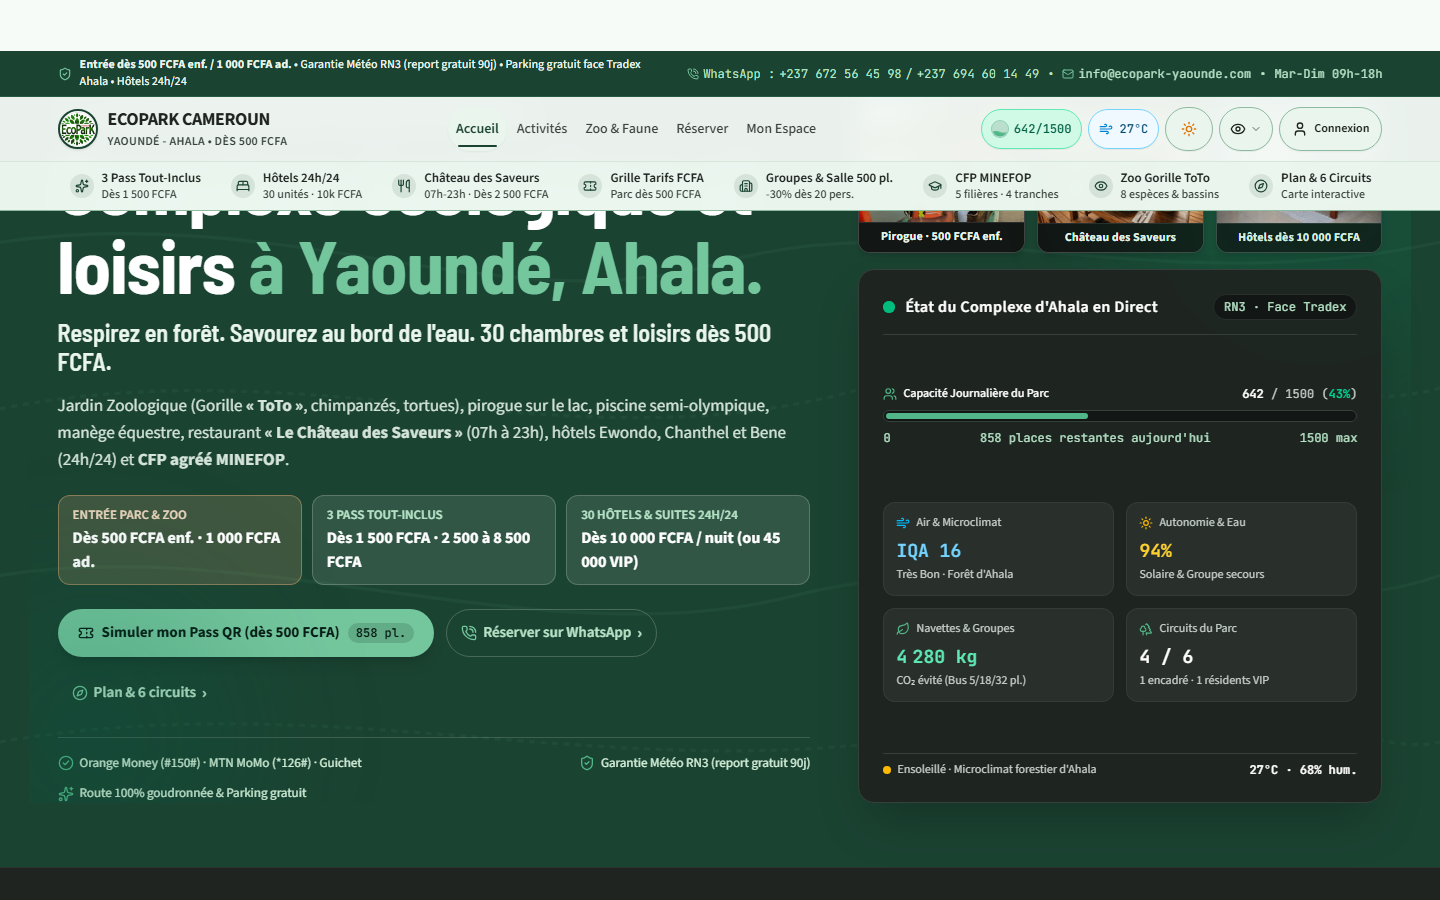 Entrée dès 500 FCFA enf. / 1 000 FCFA ad. • Garantie Météo RN3 (report gratuit 90j) • Parking gratuit face Tradex
Ahala • Hôtels 24h/24
WhatsApp : +237 672 56 45 98 / +237 694 60 14 49 • info@ecopark-yaounde.com • Mar-Dim 09h-18h
EcoPark
ECOPARK CAMEROUN
YAOUNDÉ - AHALA • DÈS 500 FCFA
Accueil
Activités
Zoo & Faune
Réserver
Mon Espace
642/1500
27°C
Connexion
3 Pass Tout-Inclus
Dès 1 500 FCFA
Hôtels 24h/24
30 unités · 10k FCFA
Château des Saveurs
07h-23h · Dès 2 500 FCFA
Grille Tarifs FCFA
Parc dès 500 FCFA
Groupes & Salle 500 pl.
-30% dès 20 pers.
CFP MINEFOP
5 filières · 4 tranches
Zoo Gorille ToTo
8 espèces & bassins
Plan & 6 Circuits
Carte interactive
Complexe écologique et
loisirs à Yaoundé, Ahala.
Respirez en forêt. Savourez au bord de l'eau. 30 chambres et loisirs dès 500
FCFA.
Jardin Zoologique (Gorille « ToTo », chimpanzés, tortues), pirogue sur le lac, piscine semi-olympique,
manège équestre, restaurant « Le Château des Saveurs » (07h à 23h), hôtels Ewondo, Chanthel et Bene
(24h/24) et CFP agréé MINEFOP.
ENTRÉE PARC & ZOO
Dès 500 FCFA enf. · 1 000 FCFA
ad.
3 PASS TOUT-INCLUS
Dès 1 500 FCFA · 2 500 à 8 500
FCFA
30 HÔTELS & SUITES 24H/24
Dès 10 000 FCFA / nuit (ou 45
000 VIP)
Simuler mon Pass QR (dès 500 FCFA) 858 pl.
Réserver sur WhatsApp ›
Plan & 6 circuits ›
Orange Money (#150#) · MTN MoMo (*126#) · Guichet
Garantie Météo RN3 (report gratuit 90j)
Route 100% goudronnée & Parking gratuit
Pirogue · 500 FCFA enf.
Château des Saveurs
Hôtels dès 10 000 FCFA
État du Complexe d'Ahala en Direct
RN3 · Face Tradex
Capacité Journalière du Parc
642 / 1500 (43%)
0
858 places restantes aujourd'hui
1500 max
Air & Microclimat
IQA 16
Très Bon · Forêt d'Ahala
Autonomie & Eau
94%
Solaire & Groupe secours
Navettes & Groupes
4 280 kg
CO₂ évité (Bus 5/18/32 pl.)
Circuits du Parc
4 / 6
1 encadré · 1 résidents VIP
Ensoleillé · Microclimat forestier d'Ahala
27°C · 68% hum.